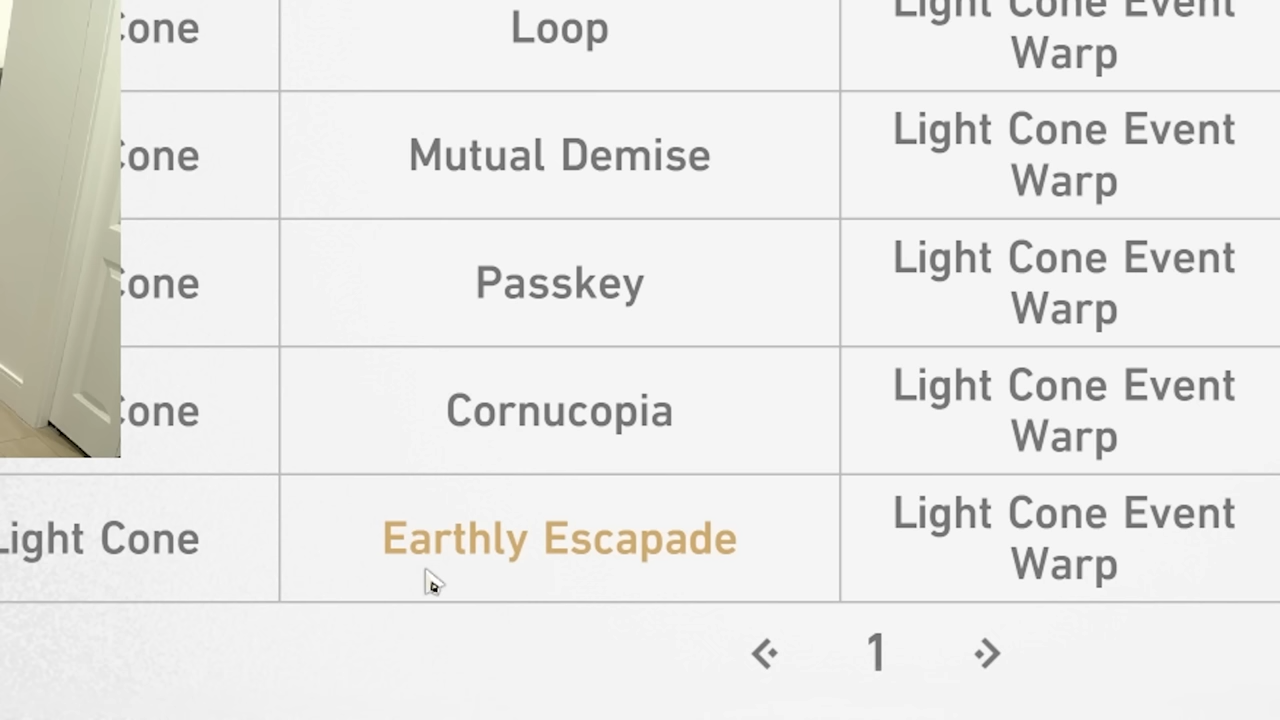 Cone
Loop
Light Cone Event
Warp
Cone
Mutual Demise
Light Cone Event
Warp
Cone
Passkey
Light Cone Event
Warp
Cone
Cornucopia
Light Cone Event
Warp
Light Cone
Earthly Escapade
Light Cone Event
Warp
1